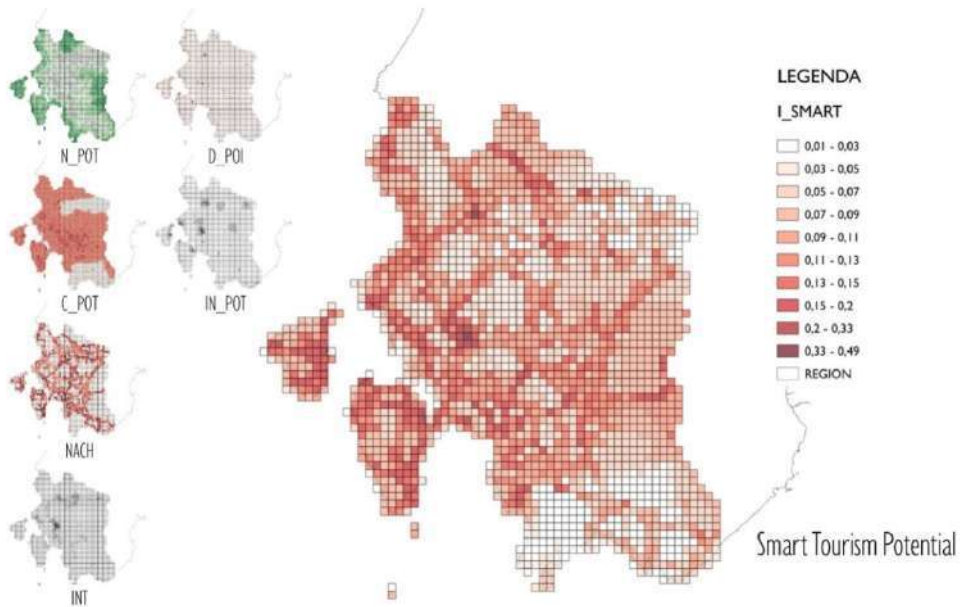 N_POT
D_POI
C_POT
IN_POT
NACH
INT
LEGENDA
I_SMART
0,01 - 0,03
0,03 - 0,05
0,05 - 0,07
0,07 - 0,09
0,09 - 0,11
0,11 - 0,13
0,13 - 0,15
0,15 - 0,2
0,2 - 0,33
0,33 - 0,49
REGION
Smart Tourism Potential